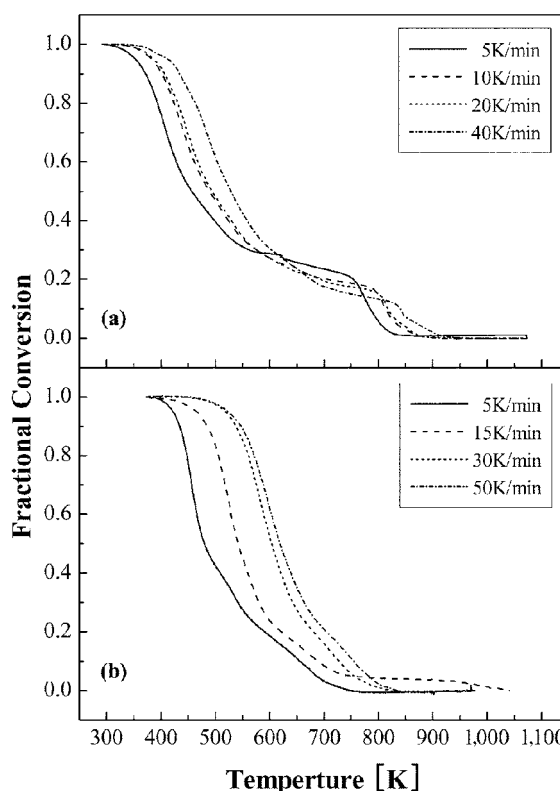 Fractional Conversion
1.0
0.8
0.6
0.4
0.2
0.0
5K/min
10K/min
20K/min
40K/min
(a)
1.0
0.8
0.6
0.4
0.2
0.0
5K/min
15K/min
30K/min
50K/min
(b)
300 400 500 600 700 800 900 1,000 1,100
Temperture [K]